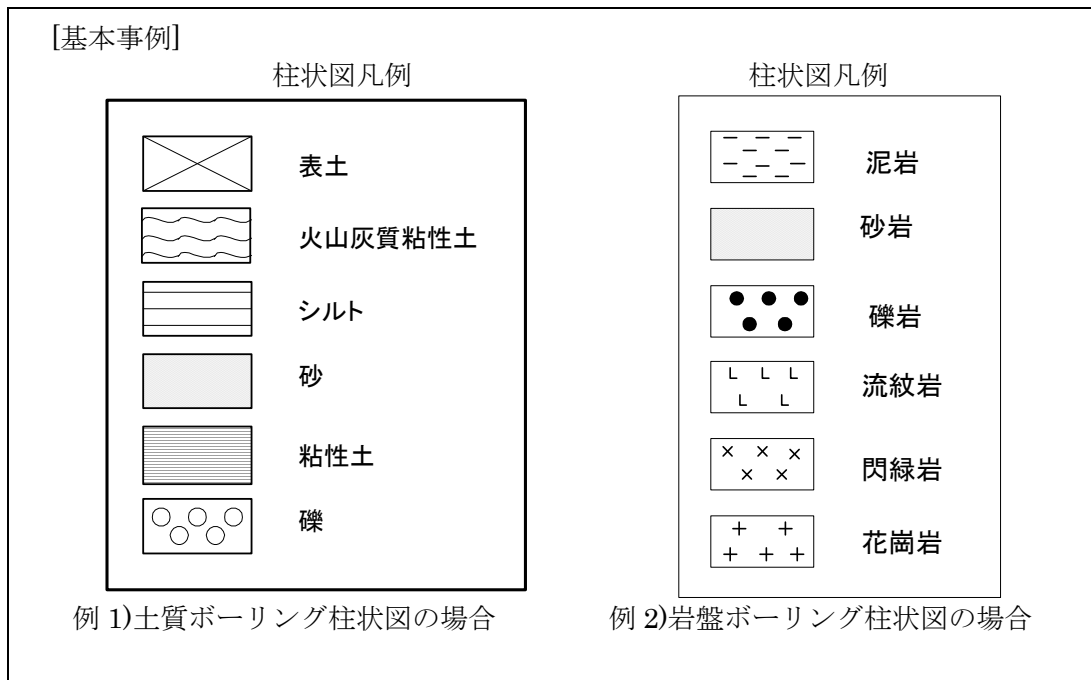 [基本事例]
柱状図凡例
表土
火山灰質粘性土
シルト
砂
粘性土
礫
例 1)土質ボーリング柱状図の場合
柱状図凡例
泥岩
砂岩
礫岩
流紋岩
閃緑岩
花崗岩
例 2)岩盤ボーリング柱状図の場合